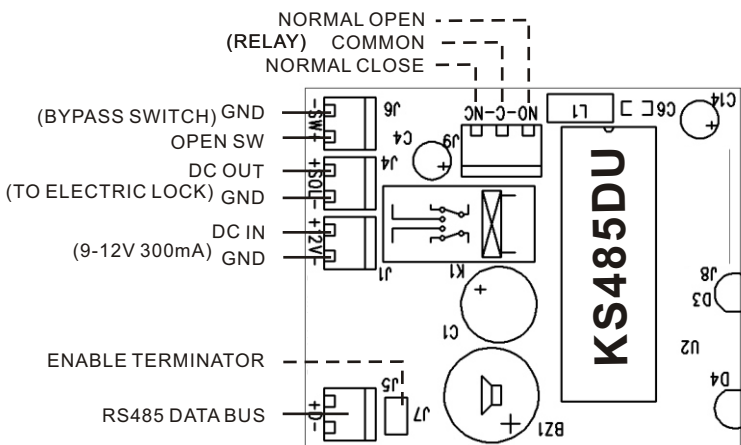 NORMAL OPEN
(RELAY) COMMON
NORMAL CLOSE
(BYPASS SWITCH) GND
OPEN SW
DC OUT
(TO ELECTRIC LOCK) GND
DC IN
(9-12V 300mA) GND
ENABLE TERMINATOR
RS485 DATA BUS
-SW-
J6
+SOL-
J4
+12V-
J1
+D-
J5
J7
NO-C-NC
J9
C4
L1
C6
C14
K1
C1
BZ1
KS485DU
J8
D3
U2
D4